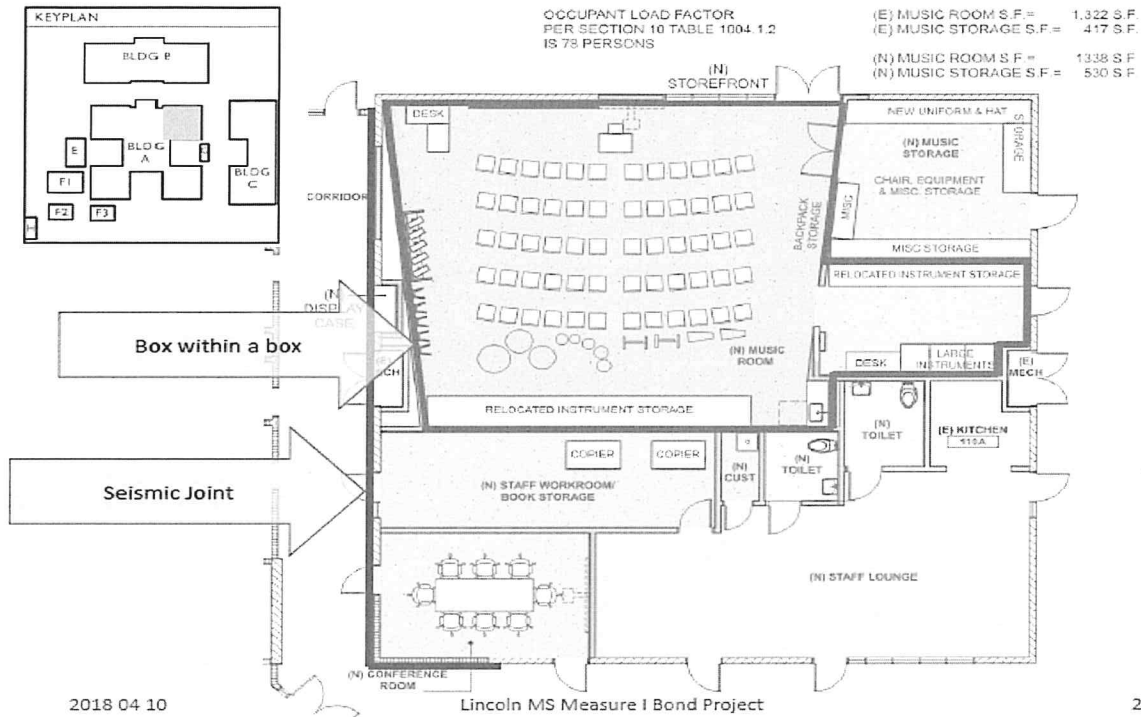 KEYPLAN
BLDG B
BLDG
A
E
BLDG
C
F1
F2
F3
OCCUPANT LOAD FACTOR
PER SECTION 10 TABLE 1004.1.2
IS 78 PERSONS
(E) MUSIC ROOM S.F.= 1,322 S.F.
(E) MUSIC STORAGE S.F.= 417 S.F.
(N) MUSIC ROOM S.F.= 1338 S.F
(N) MUSIC STORAGE S.F.= 530 S.F
(N)
STOREFRONT
DESK
NEW UNIFORM & HAT
STORAGE
(N) MUSIC
STORAGE
CHAIR, EQUIPMENT
& MISC. STORAGE
MISC
MISC STORAGE
CORRIDOR
BACKPACK
STORAGE
RELOCATED INSTRUMENT STORAGE
(N)
DISPLAY
CASE
Box within a box
(E)
MECH
(N) MUSIC
ROOM
DESK
LARGE
INSTRUMENTS
(E)
MECH
RELOCATED INSTRUMENT STORAGE
(N)
TOILET
(E) KITCHEN
110A
COPIER
COPIER
(N)
CUST
(N)
TOILET
Seismic Joint
(N) STAFF WORKROOM/
BOOK STORAGE
(N) STAFF LOUNGE
(N) CONFERENCE
ROOM
2018 04 10
Lincoln MS Measure I Bond Project
2